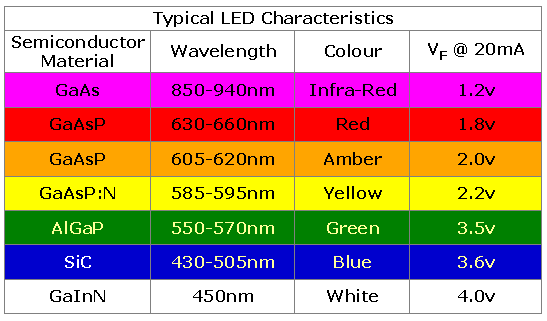 Typical LED Characteristics
Semiconductor Material Wavelength Colour VF @ 20mA
GaAs 850-940nm Infra-Red 1.2v
GaAsP 630-660nm Red 1.8v
GaAsP 605-620nm Amber 2.0v
GaAsP:N 585-595nm Yellow 2.2v
AlGaP 550-570nm Green 3.5v
SiC 430-505nm Blue 3.6v
GaInN 450nm White 4.0v